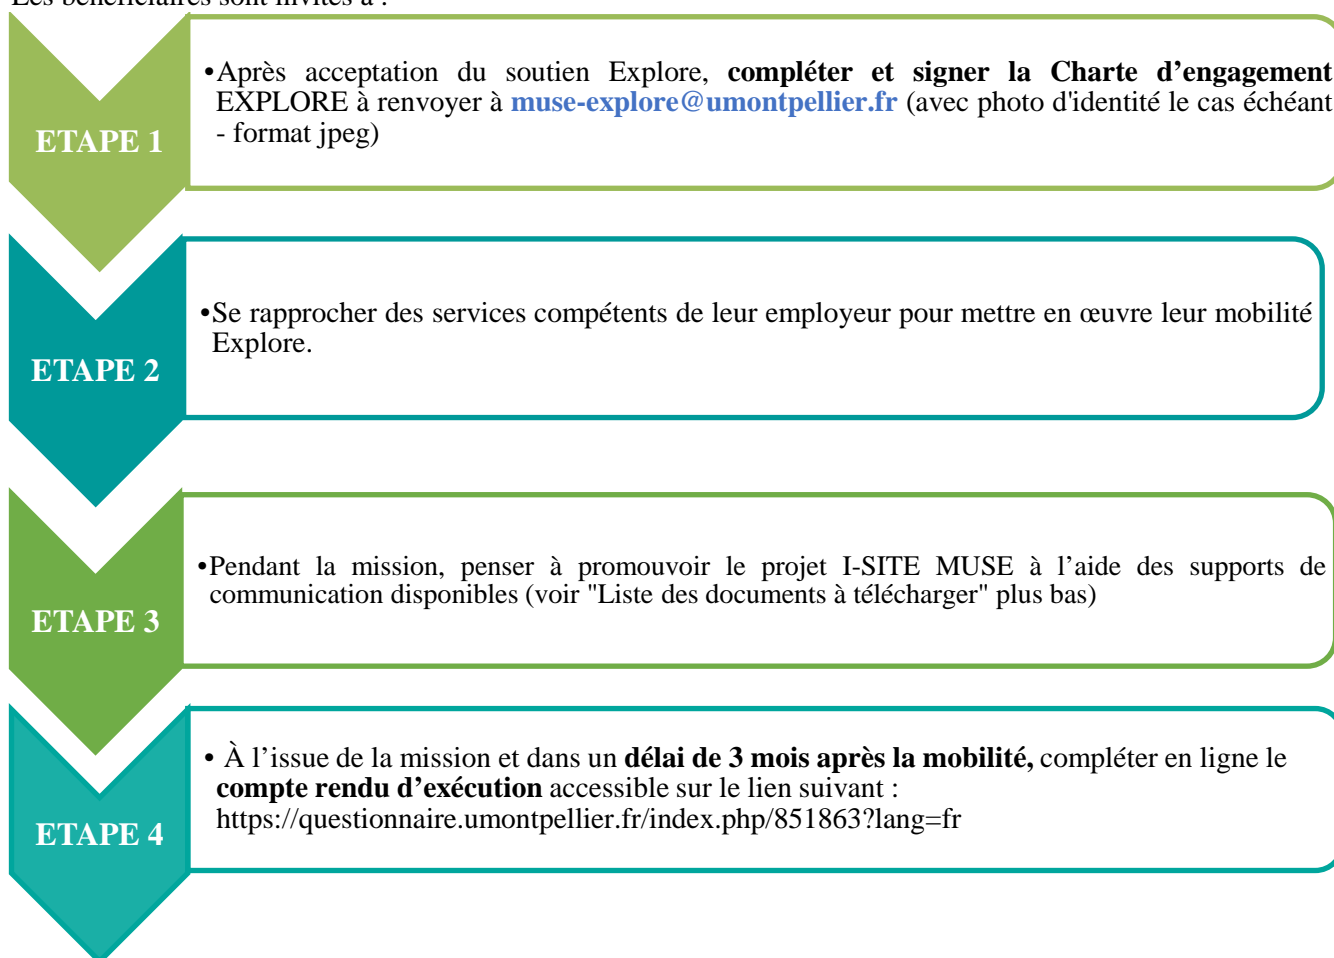 Les bénéficiaires sont invités à :
•Après acceptation du soutien Explore, compléter et signer la Charte d’engagement
EXPLORE à renvoyer à muse-explore@umontpellier.fr (avec photo d'identité le cas échéant
- format jpeg)
ETAPE 1
•Se rapprocher des services compétents de leur employeur pour mettre en œuvre leur mobilité
Explore.
ETAPE 2
•Pendant la mission, penser à promouvoir le projet I-SITE MUSE à l’aide des supports de
communication disponibles (voir "Liste des documents à télécharger" plus bas)
ETAPE 3
• À l’issue de la mission et dans un délai de 3 mois après la mobilité, compléter en ligne le
compte rendu d’exécution accessible sur le lien suivant :
https://questionnaire.umontpellier.fr/index.php/851863?lang=fr
ETAPE 4